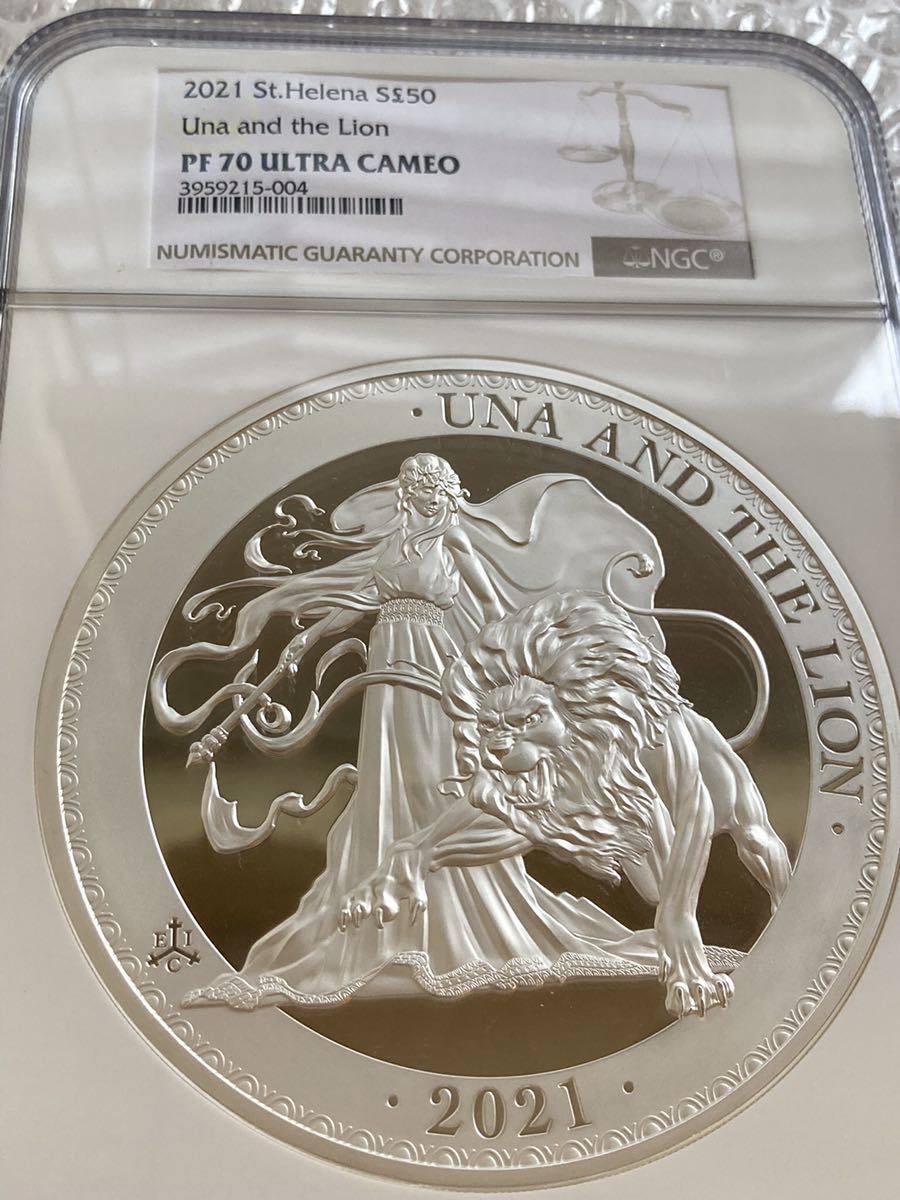 2021 St.Helena S£50
Una and the Lion
PF 70 ULTRA CAMEO
3959215-004
NUMISMATIC GUARANTY CORPORATION
NGC®
· UNA AND THE LION ·
E I
C
· 2021 ·